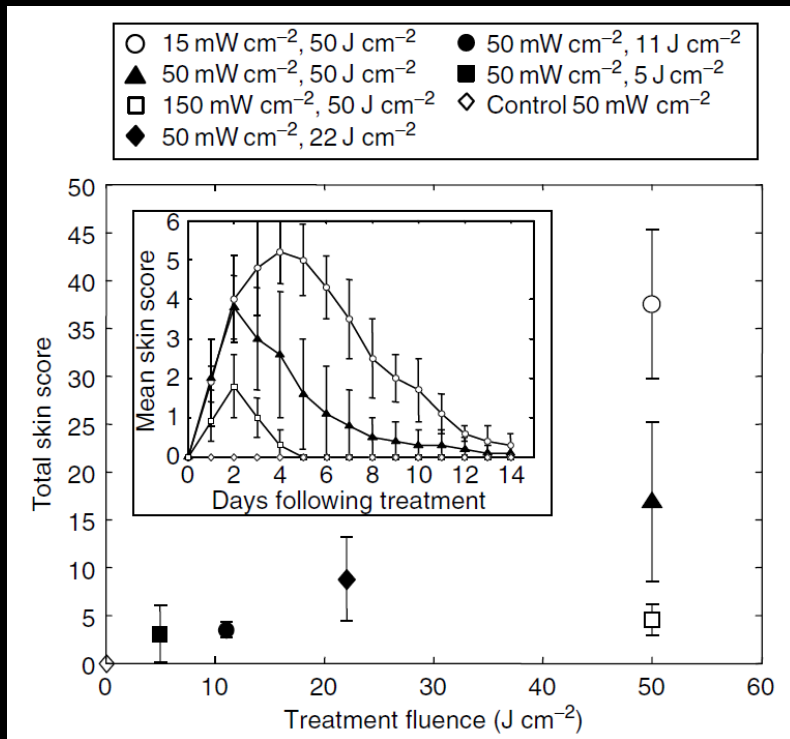 15 mW cm⁻², 50 J cm⁻²
50 mW cm⁻², 11 J cm⁻²
50 mW cm⁻², 50 J cm⁻²
50 mW cm⁻², 5 J cm⁻²
150 mW cm⁻², 50 J cm⁻²
Control 50 mW cm⁻²
50 mW cm⁻², 22 J cm⁻²
Total skin score
50
45
40
35
30
25
20
15
10
5
0
Mean skin score
6
5
4
3
2
1
0
0 2 4 6 8 10 12 14
Days following treatment
0 10 20 30 40 50 60
Treatment fluence (J cm⁻²)